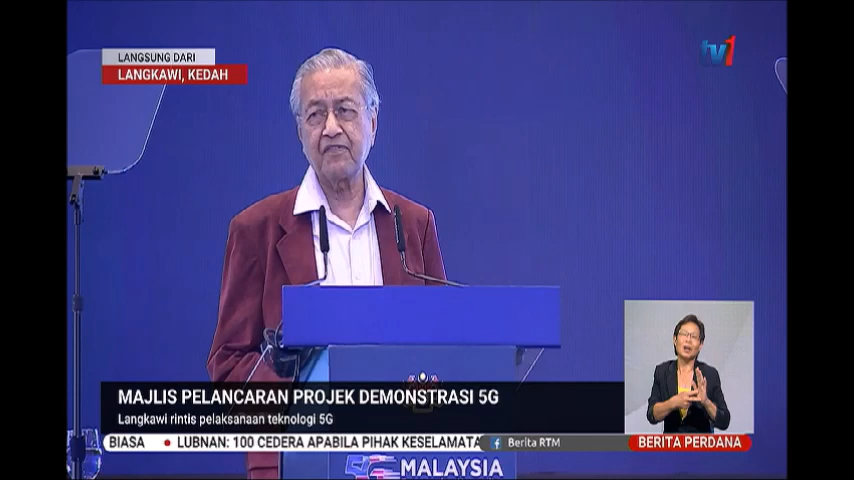 LANGSUNG DARI
LANGKAWI, KEDAH
tv1
MAJLIS PELANCARAN PROJEK DEMONSTRASI 5G
Langkawi rintis pelaksanaan teknologi 5G
BIASA • LUBNAN: 100 CEDERA APABILA PIHAK KESELAMATA
f Berita RTM
BERITA PERDANA
5G MALAYSIA